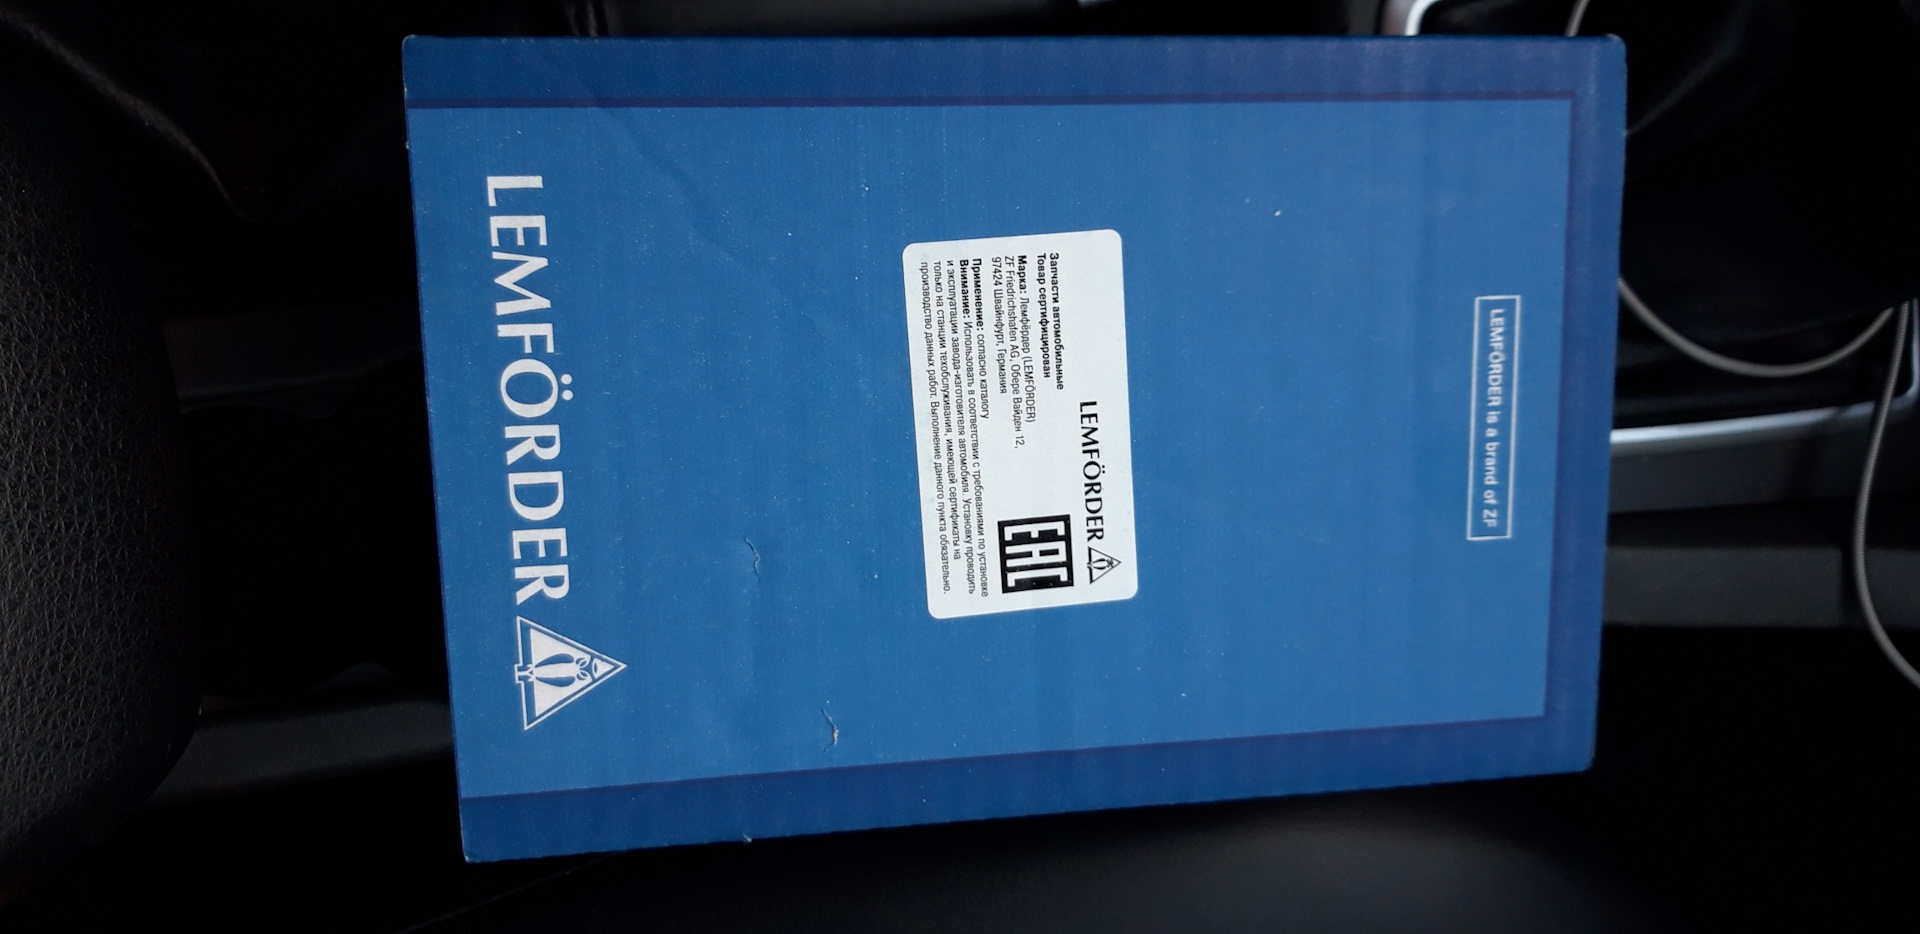 LEMFÖRDER is a brand of ZF
LEMFÖRDER
Запчасти автомобильные
Товар сертифицирован
Марка: Лемфёрдер (LEMFÖRDER)
ZF Friedrichshafen AG, Обере Вайден 12,
97424 Швайнфурт, Германия
EAC
Применение: согласно каталогу
Внимание: Использовать в соответствии с требованиями по установке
и эксплуатации завода-изготовителя автомобиля. Установку проводить
только на станции техобслуживания, имеющей сертификаты на
производство данных работ. Выполнение данного пункта обязательно.
LEMFÖRDER